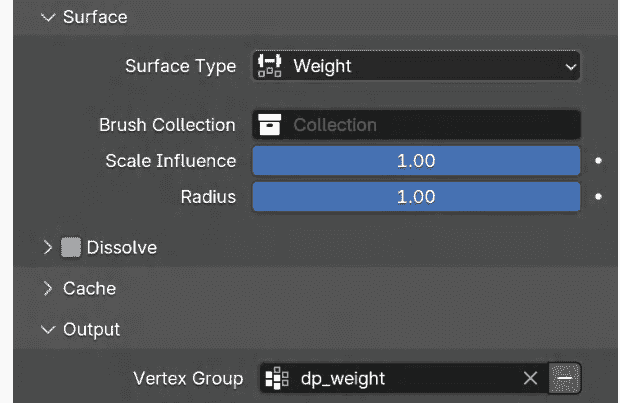 Surface
Surface Type Weight
Brush Collection Collection
Scale Influence 1.00
Radius 1.00
Dissolve
Cache
Output
Vertex Group dp_weight